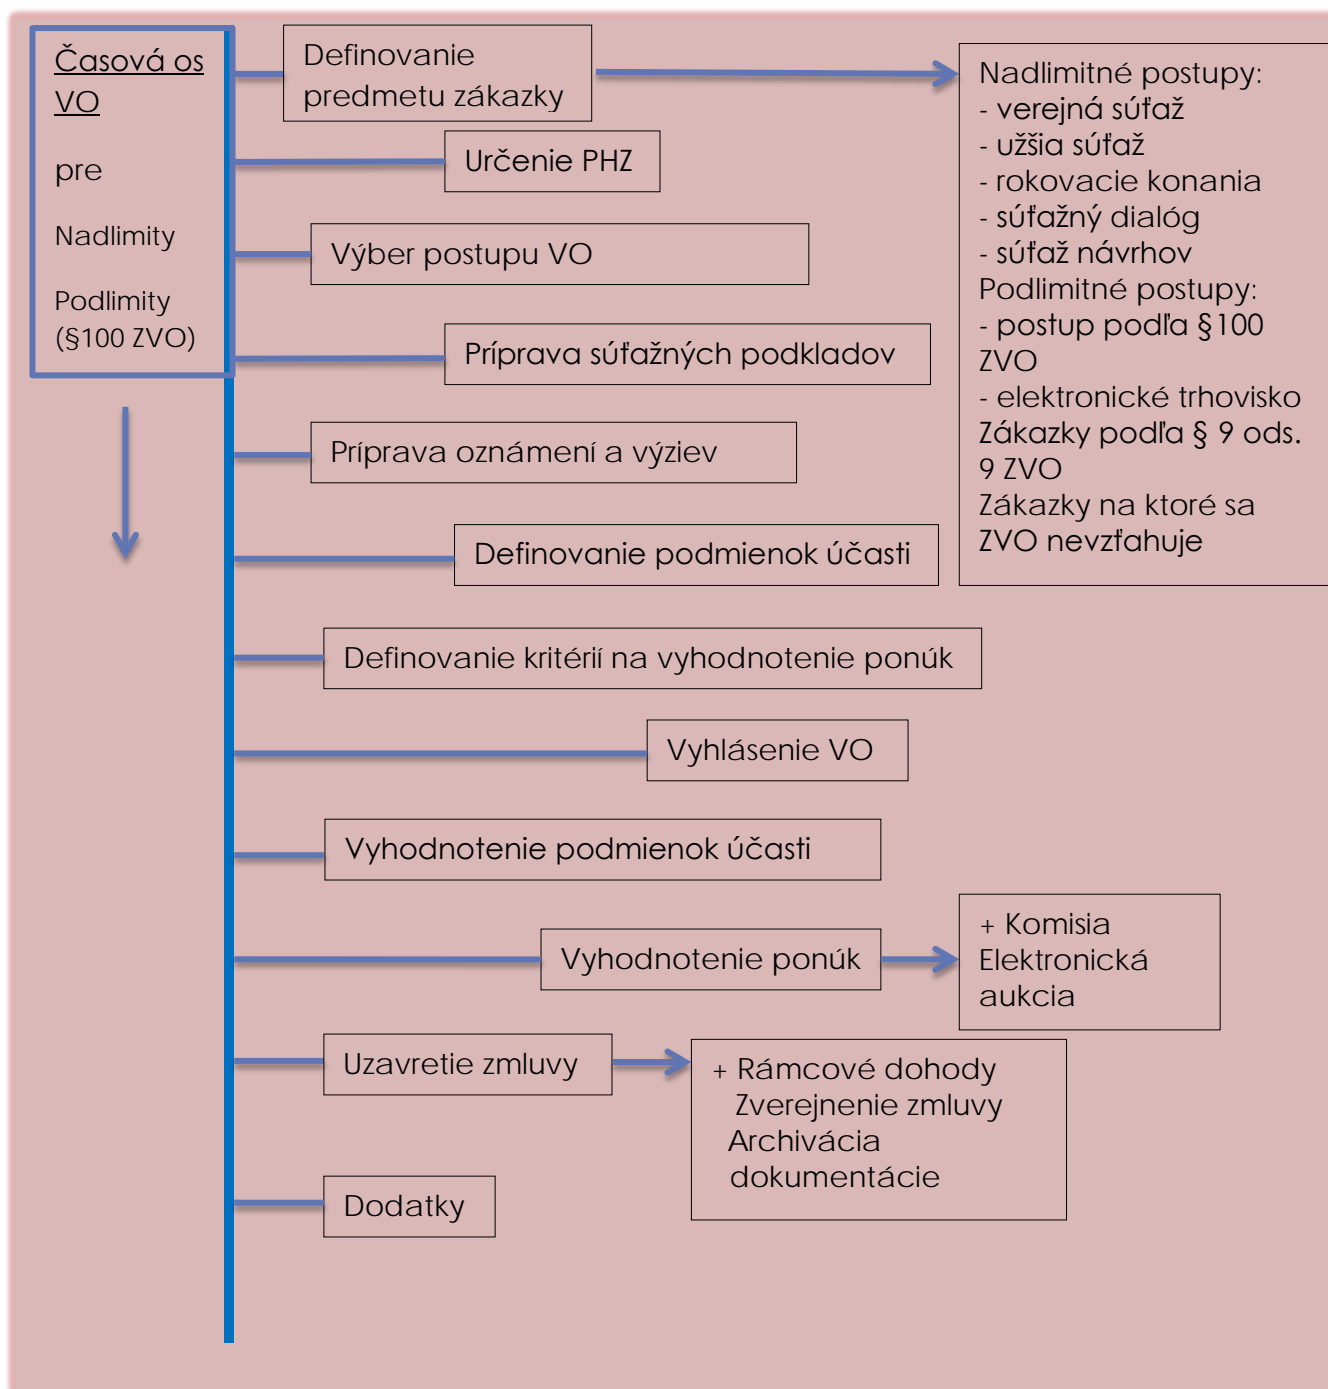 Časová os
VO
pre
Nadlimity
Podlimity
(§100 ZVO)
Definovanie
predmetu zákazky
Nadlimitné postupy:
- verejná súťaž
- užšia súťaž
- rokovacie konania
- súťažný dialóg
- súťaž návrhov
Podlimitné postupy:
- postup podľa §100
ZVO
- elektronické trhovisko
Zákazky podľa § 9 ods.
9 ZVO
Zákazky na ktoré sa
ZVO nevzťahuje
Určenie PHZ
Výber postupu VO
Príprava súťažných podkladov
Príprava oznámení a výziev
Definovanie podmienok účasti
Definovanie kritérií na vyhodnotenie ponúk
Vyhlásenie VO
Vyhodnotenie podmienok účasti
Vyhodnotenie ponúk
+ Komisia
Elektronická
aukcia
Uzavretie zmluvy
+ Rámcové dohody
Zverejnenie zmluvy
Archivácia
dokumentácie
Dodatky